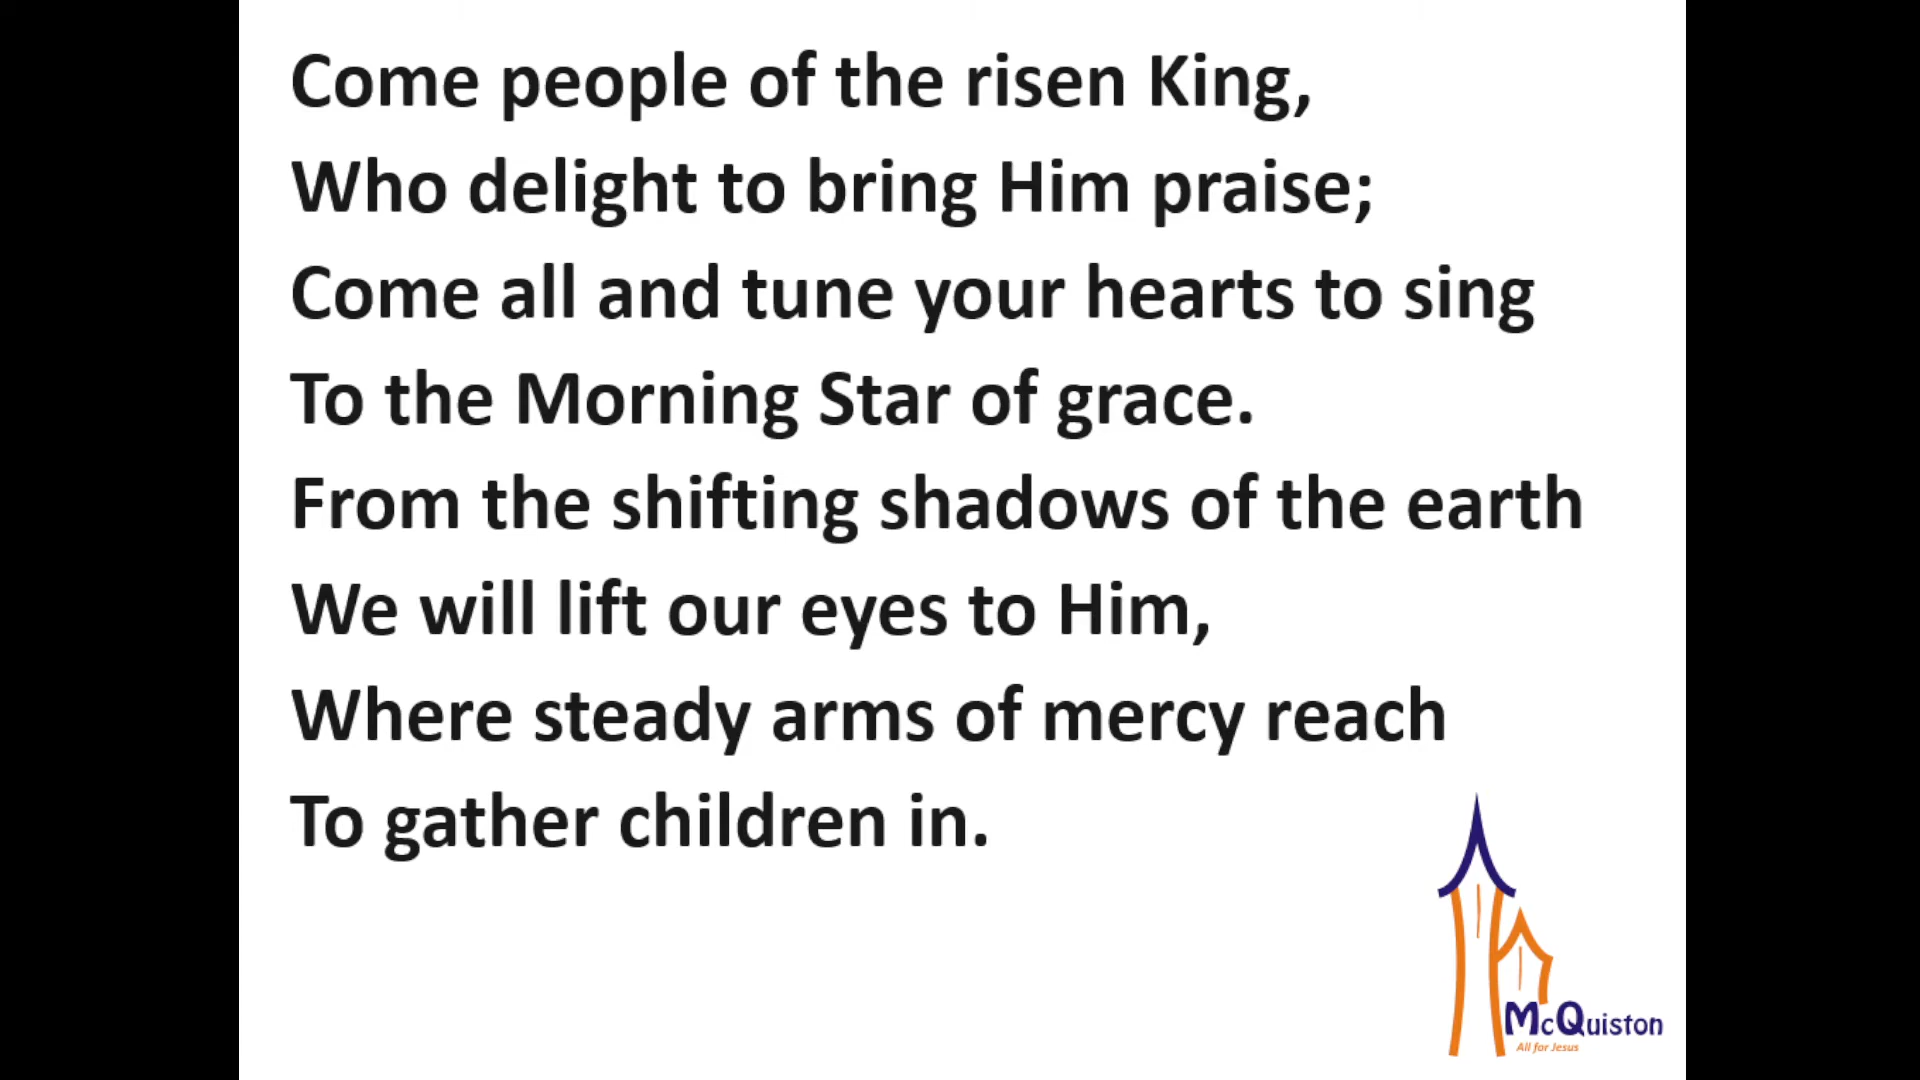 Come people of the risen King,
Who delight to bring Him praise;
Come all and tune your hearts to sing
To the Morning Star of grace.
From the shifting shadows of the earth
We will lift our eyes to Him,
Where steady arms of mercy reach
To gather children in.
McQuiston
All for Jesus